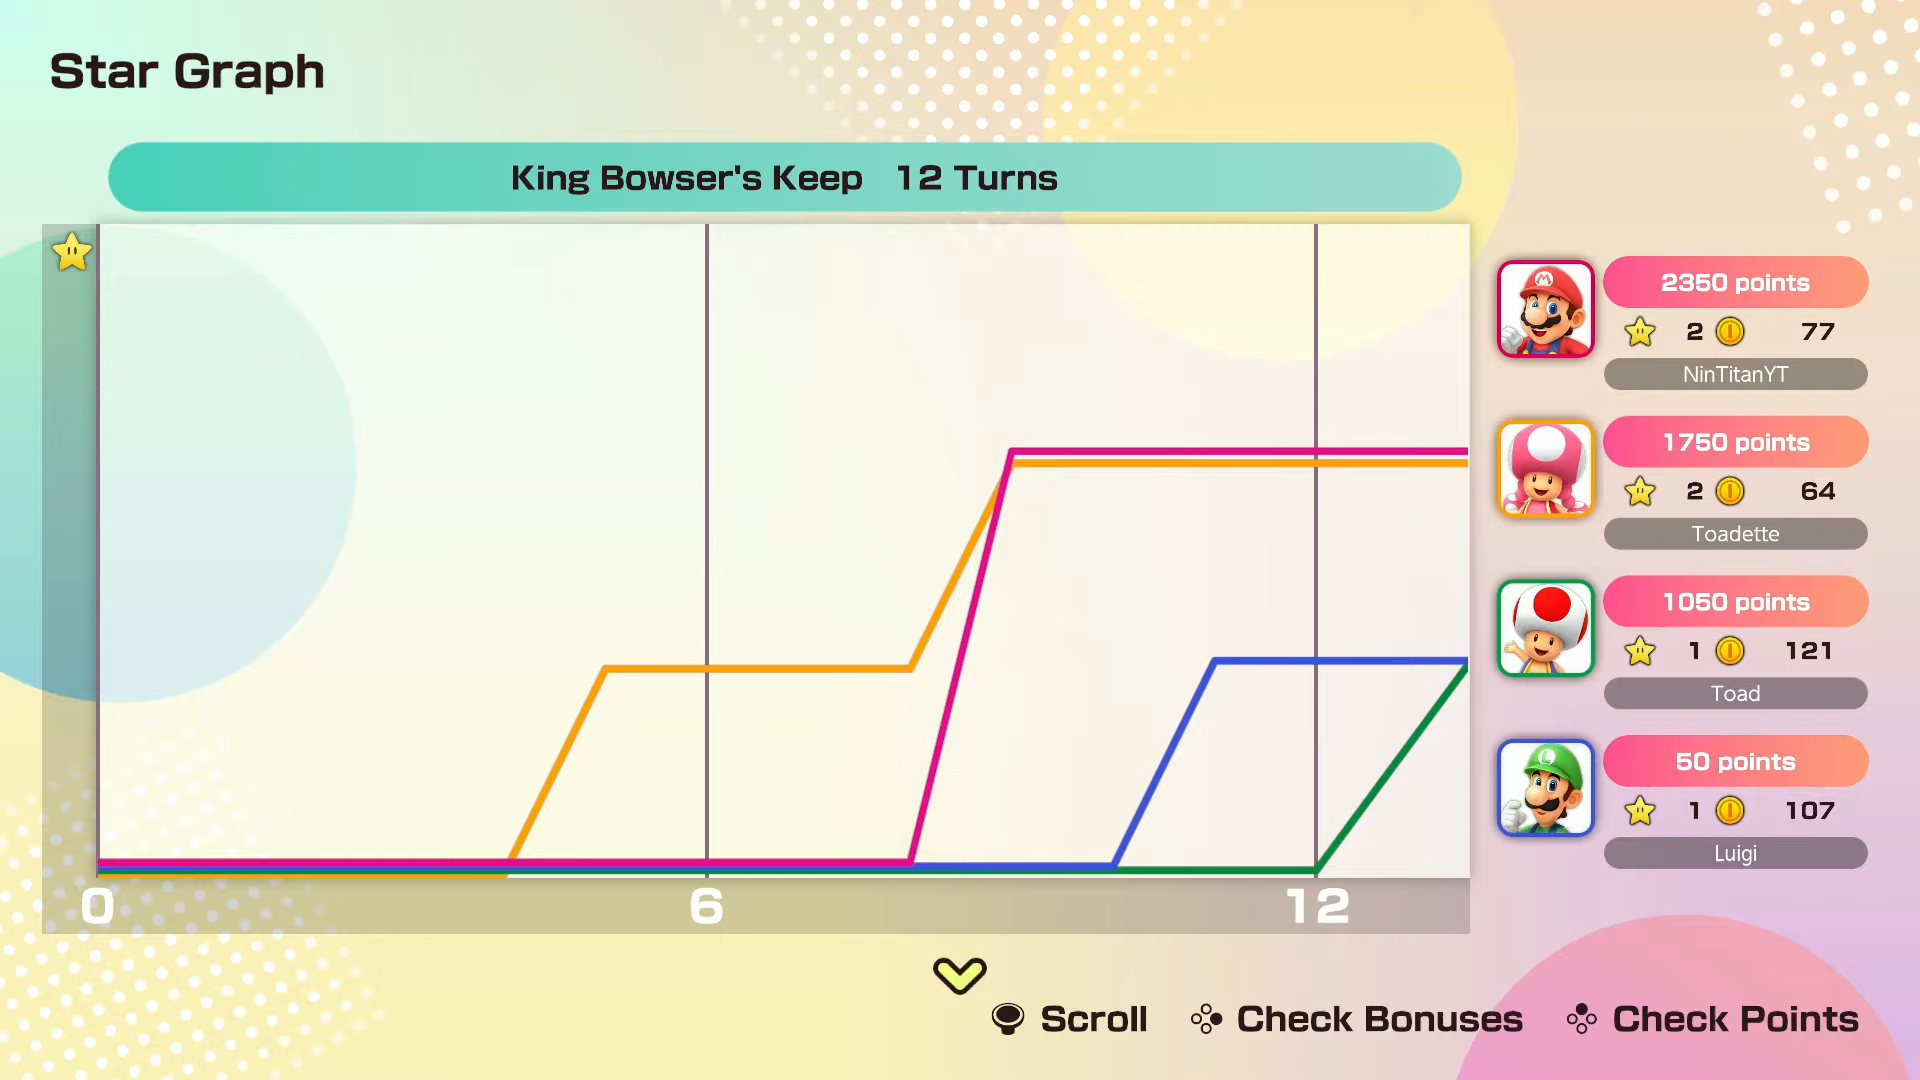 Star Graph
King Bowser's Keep 12 Turns
2350 points
2 77
NinTitanYT
1750 points
2 64
Toadette
1050 points
1 121
Toad
50 points
1 107
Luigi
0 6 12
Scroll Check Bonuses Check Points